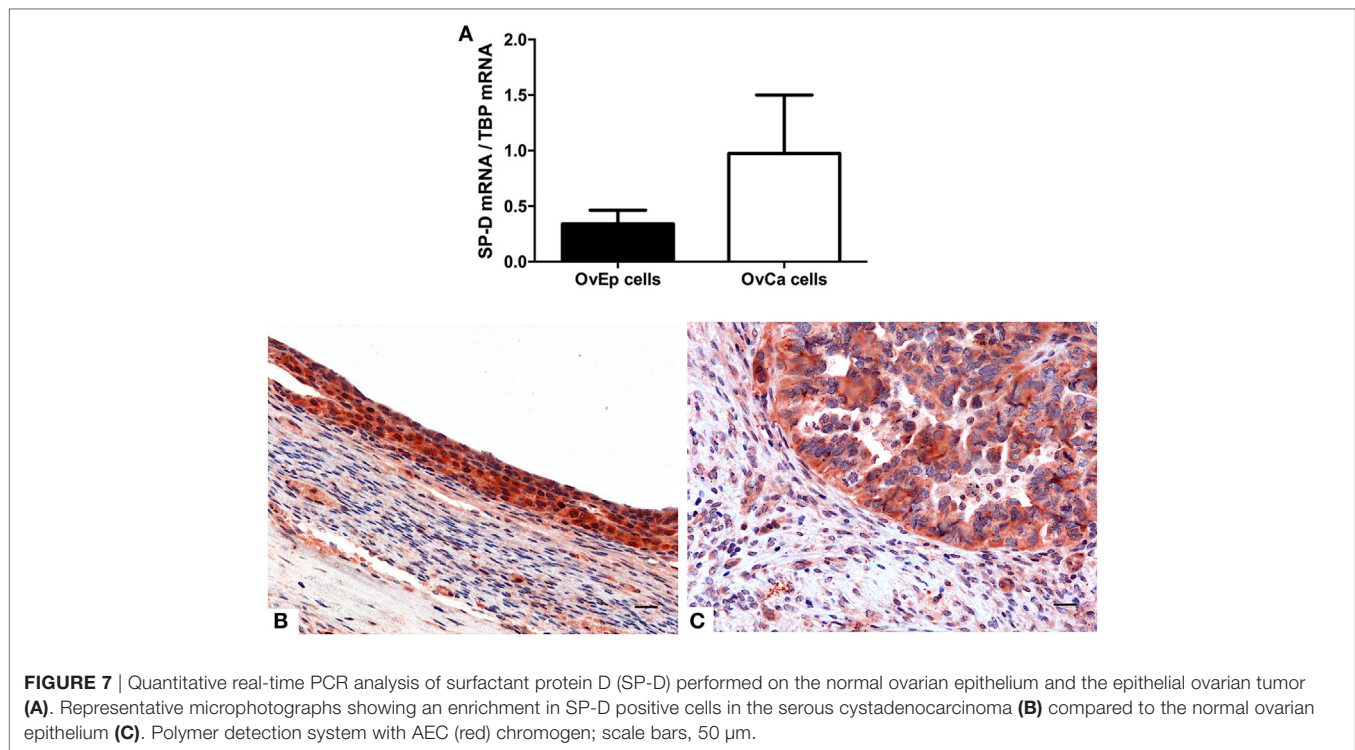 A
2.0
1.5
1.0
0.5
0.0
SP-D mRNA / TBP mRNA
OvEp cells
OvCa cells
B
C
FIGURE 7 | Quantitative real-time PCR analysis of surfactant protein D (SP-D) performed on the normal ovarian epithelium and the epithelial ovarian tumor
(A). Representative microphotographs showing an enrichment in SP-D positive cells in the serous cystadenocarcinoma (B) compared to the normal ovarian
epithelium (C). Polymer detection system with AEC (red) chromogen; scale bars, 50 μm.